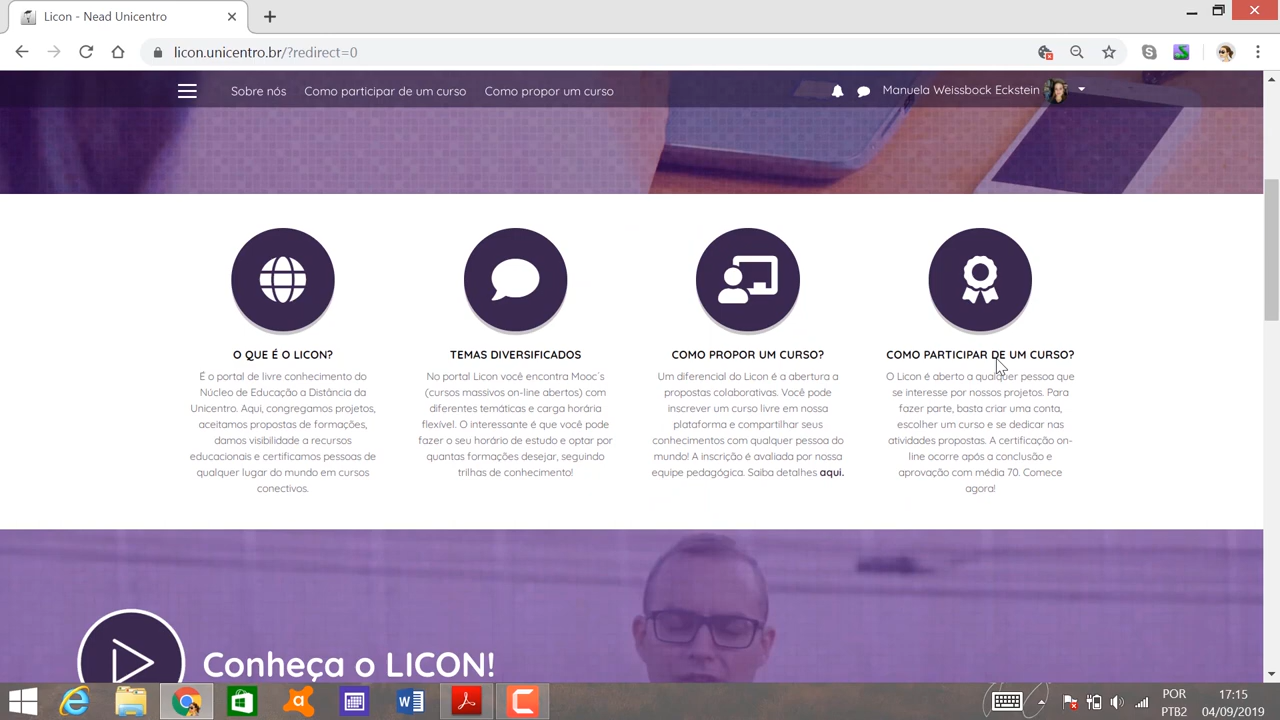 Licon - Nead Unicentro
licon.unicentro.br/?redirect=0
Sobre nós
Como participar de um curso
Como propor um curso
Manuela Weissbock Eckstein
O QUE É O LICON?
É o portal de livre conhecimento do
Núcleo de Educação a Distância da
Unicentro. Aqui, congregamos projetos,
aceitamos propostas de formações,
damos visibilidade a recursos
educacionais e certificamos pessoas de
qualquer lugar do mundo em cursos
conectivos.
TEMAS DIVERSIFICADOS
No portal Licon você encontra Mooc´s
(cursos massivos on-line abertos) com
diferentes temáticas e carga horária
flexível. O interessante é que você pode
fazer o seu horário de estudo e optar por
quantas formações desejar, seguindo
trilhas de conhecimento!
COMO PROPOR UM CURSO?
Um diferencial do Licon é a abertura a
propostas colaborativas. Você pode
inscrever um curso livre em nossa
plataforma e compartilhar seus
conhecimentos com qualquer pessoa do
mundo! A inscrição é avaliada por nossa
equipe pedagógica. Saiba detalhes aqui.
COMO PARTICIPAR DE UM CURSO?
O Licon é aberto a qualquer pessoa que
se interesse por nossos projetos. Para
fazer parte, basta criar uma conta,
escolher um curso e se dedicar nas
atividades propostas. A certificação on-
line ocorre após a conclusão e
aprovação com média 70. Comece
agora!
Conheça o LICON!
POR
PTB2
17:15
04/09/2019